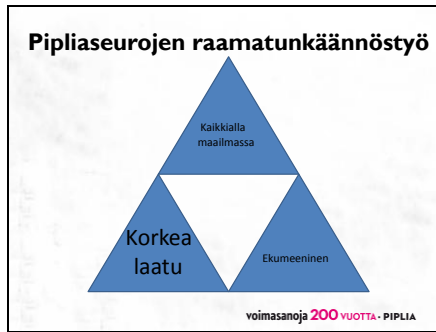 Pipliaseurojen raamatunkäännöstyö
Kaikkialla
maailmassa
Korkea
laatu
Ekumeeninen
voimasanoja 200 VUOTTA · PIPLIA